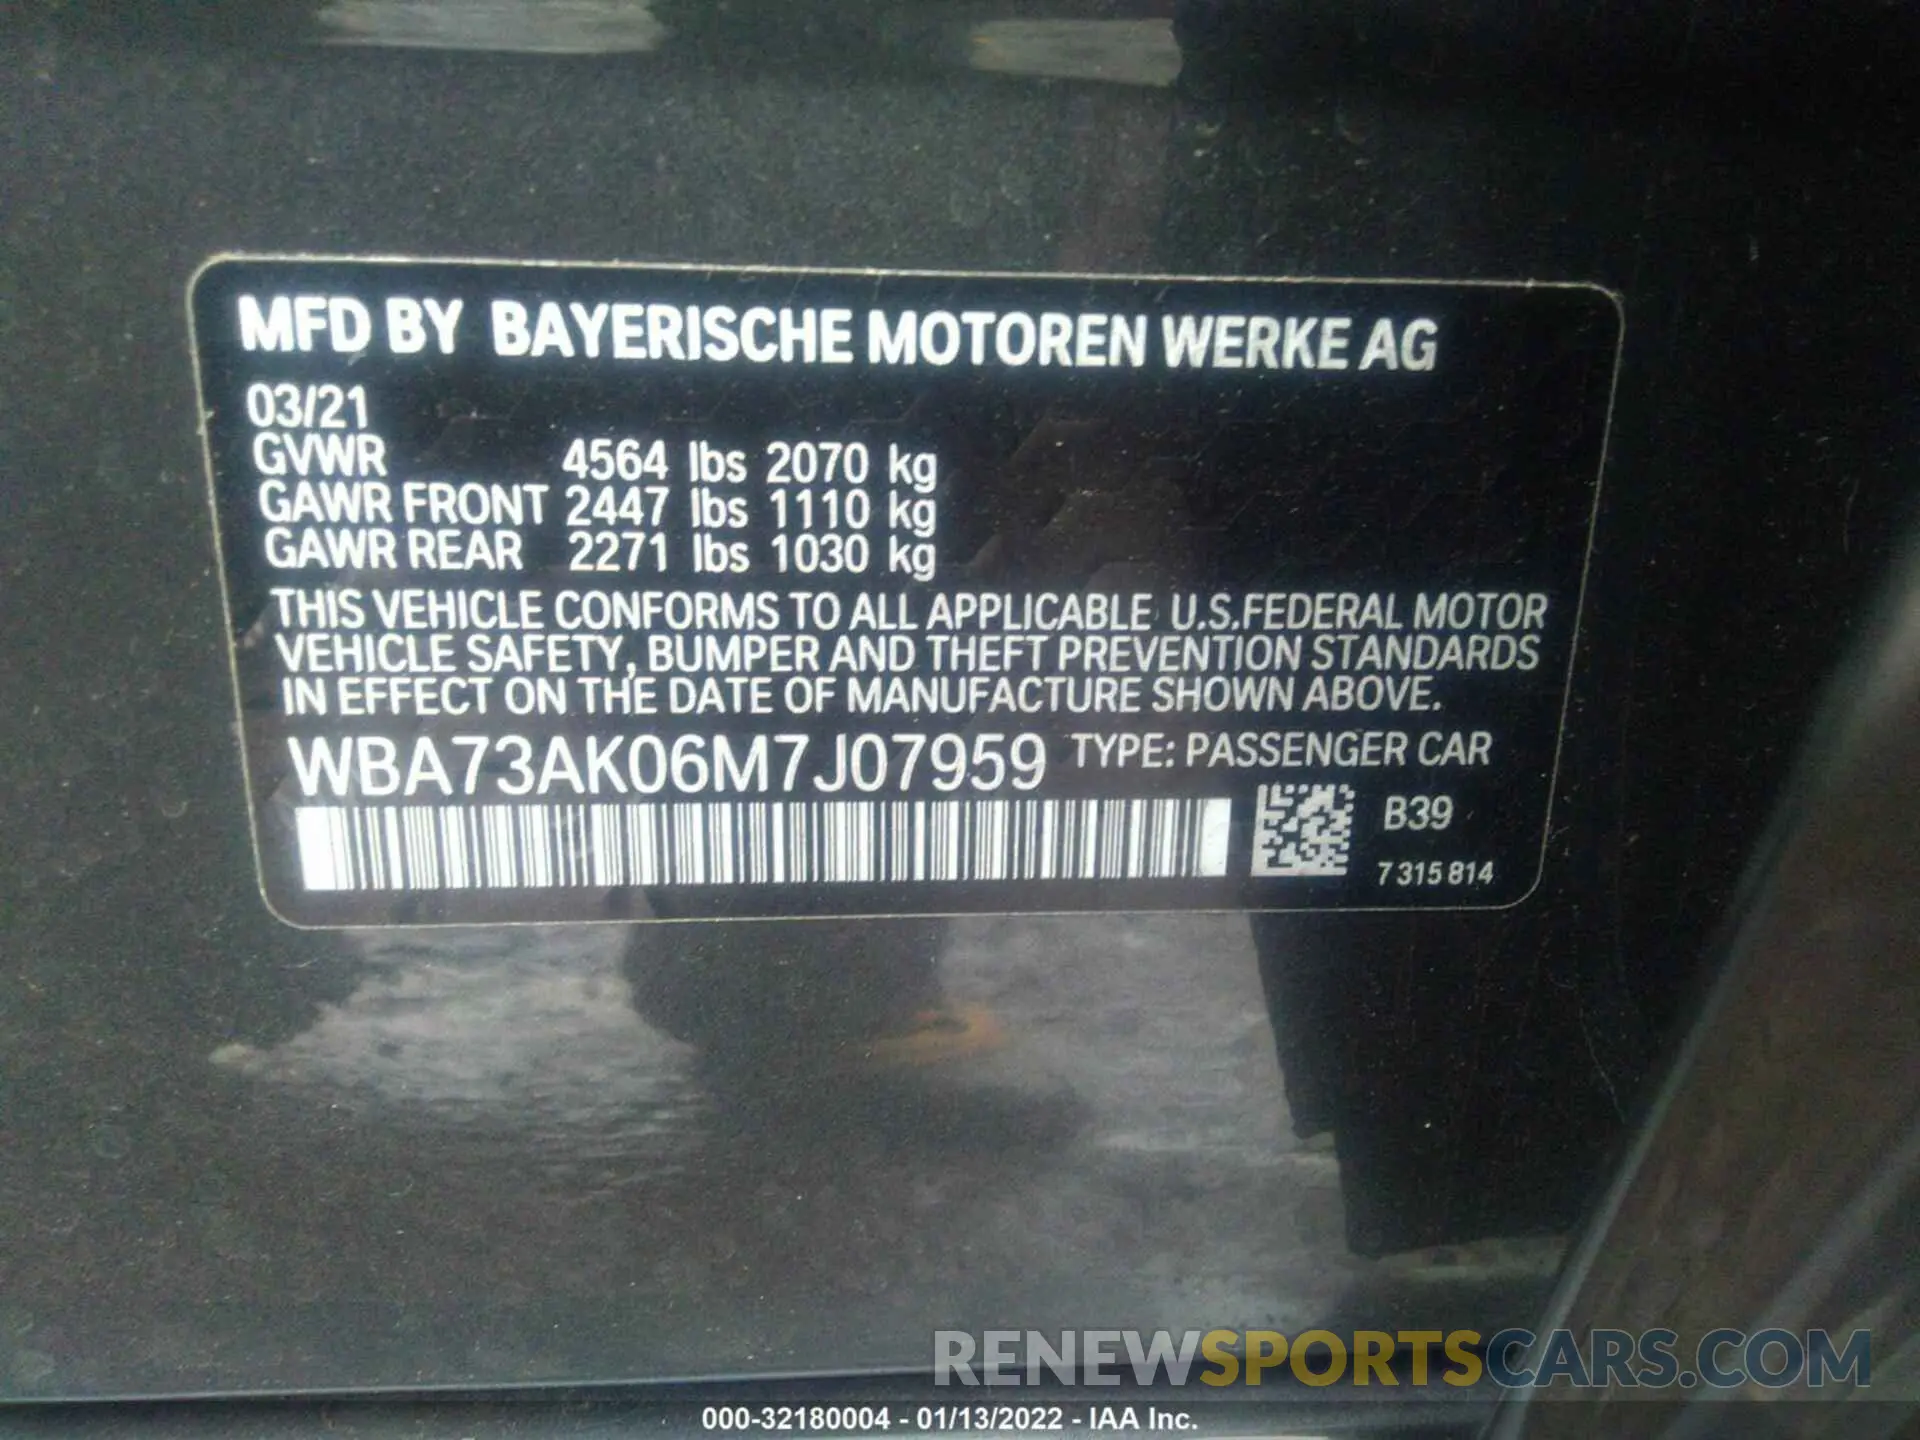 MFD BY BAYERISCHE MOTOREN WERKE AG
03/21
GVWR 4564 lbs 2070 kg
GAWR FRONT 2447 lbs 1110 kg
GAWR REAR 2271 lbs 1030 kg
THIS VEHICLE CONFORMS TO ALL APPLICABLE U.S.FEDERAL MOTOR
VEHICLE SAFETY, BUMPER AND THEFT PREVENTION STANDARDS
IN EFFECT ON THE DATE OF MANUFACTURE SHOWN ABOVE.
WBA73AK06M7J07959 TYPE: PASSENGER CAR
B39
7 315 814
RENEWSPORTSCARS.COM
000-32180004 - 01/13/2022 - IAA Inc.